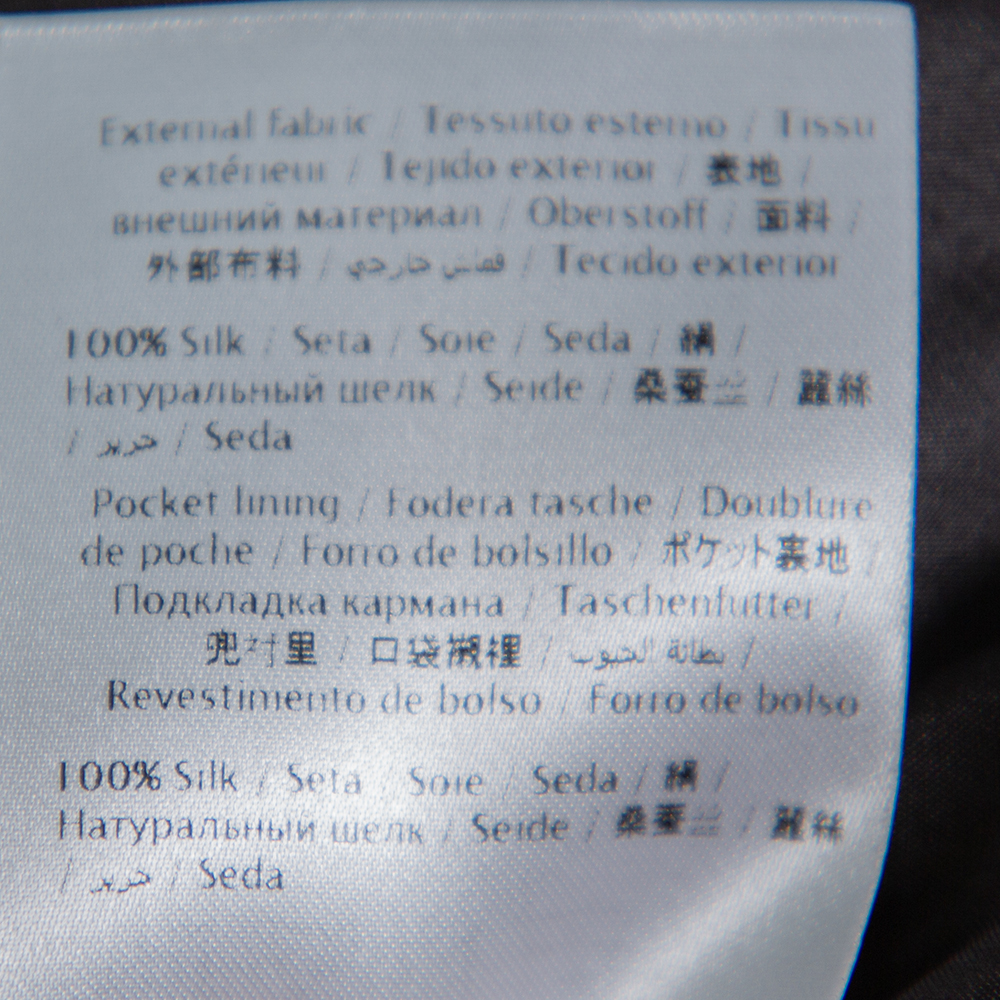 External fabric / Tessuto esterno / Tissu
extérieur / Tejido exterior / 表地 /
внешний материал / Oberstoff / 面料 /
外部布料 / قماش خارجي / Tecido exterior
100% Silk / Seta / Soie / Seda / 絹 /
Натуральный шелк / Seide / 桑蚕丝 / 麗絲
/ حرير / Seda
Pocket lining / Fodera tasche / Doublure
de poche / Forro de bolsillo / ポケット裏地 /
Подкладка кармана / Taschenfutter /
兜衬里 / 口袋襯裡 / بطانة الجيوب /
Revestimento de bolso / Forro de bolso
100% Silk / Seta / Soie / Seda / 絹 /
Натуральный шелк / Seide / 桑蚕丝 / 麗絲
/ حرير / Seda